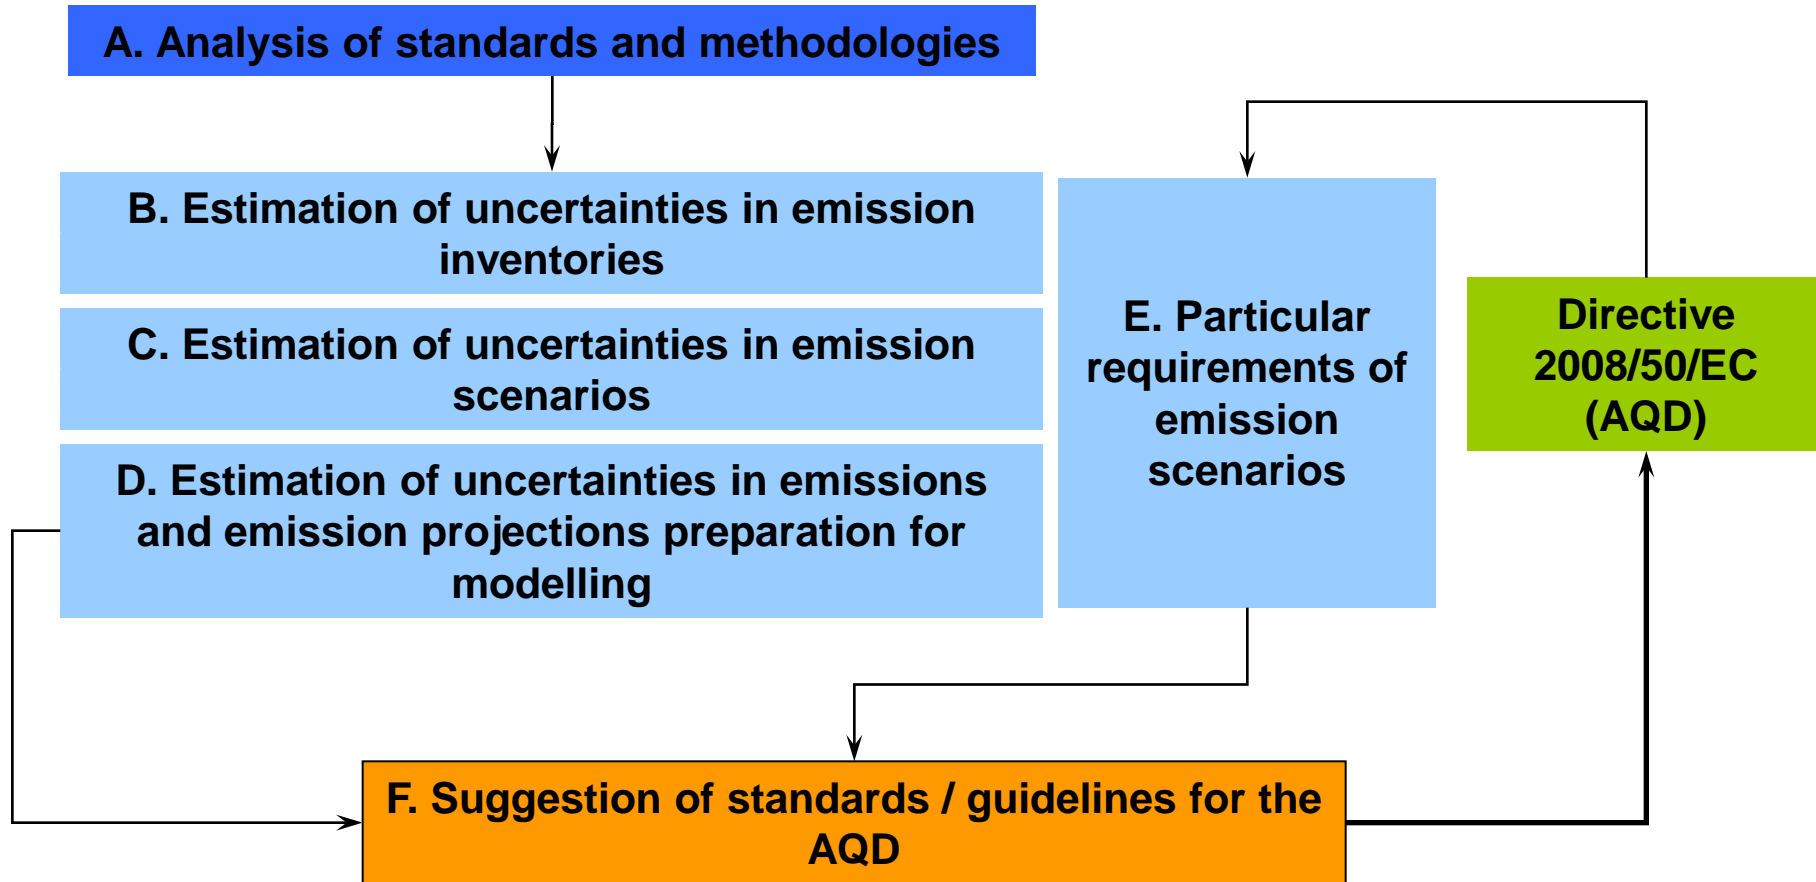 A. Analysis of standards and methodologies
B. Estimation of uncertainties in emission
inventories
C. Estimation of uncertainties in emission
scenarios
D. Estimation of uncertainties in emissions
and emission projections preparation for
modelling
E. Particular
requirements of
emission
scenarios
Directive
2008/50/EC
(AQD)
F. Suggestion of standards / guidelines for the
AQD